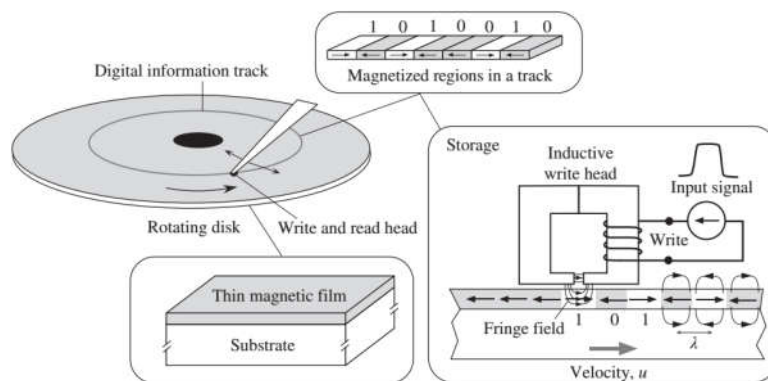 1 0 1 0 0 1 0
Magnetized regions in a track
Digital information track
Rotating disk
Write and read head
Thin magnetic film
Substrate
Storage
Inductive
write head
Input signal
Write
Fringe field
1 0 1
λ
Velocity, u